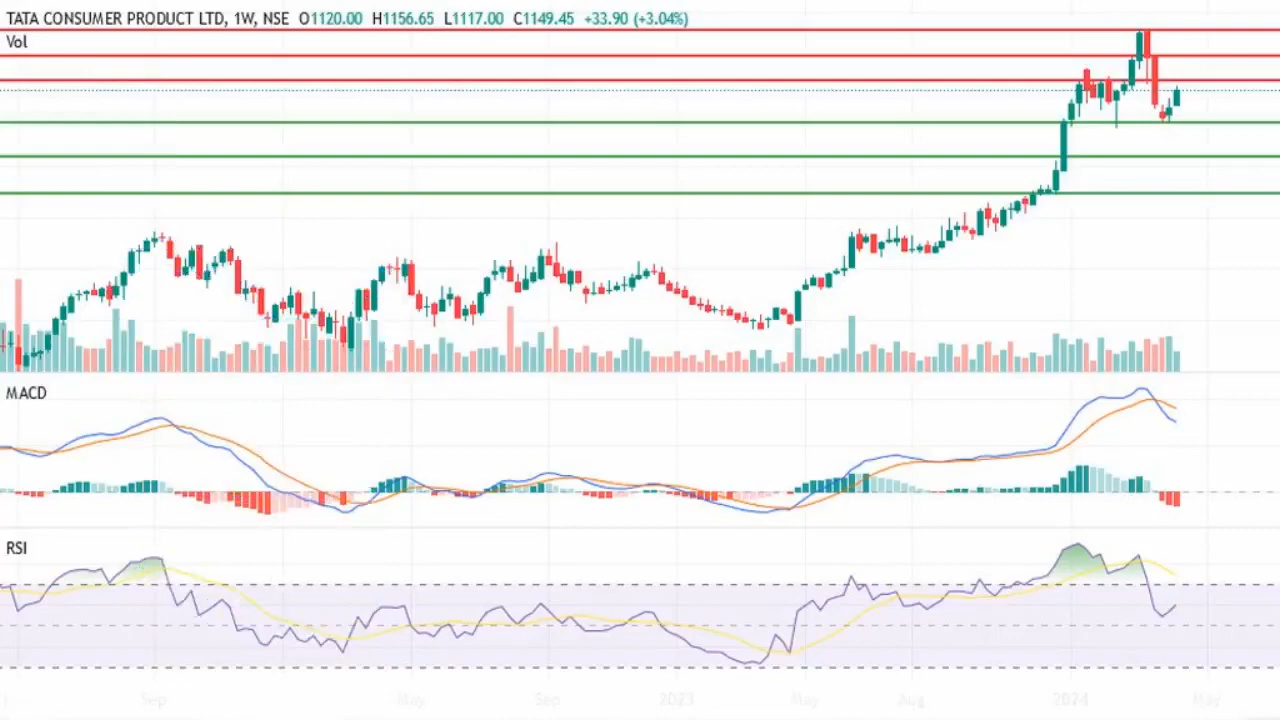 TATA CONSUMER PRODUCT LTD, 1W, NSE O1120.00 H1156.65 L1117.00 C1149.45 +33.90 (+3.04%)
Vol
MACD
RSI
Sep May Sep 2023 May Aug 2024 May